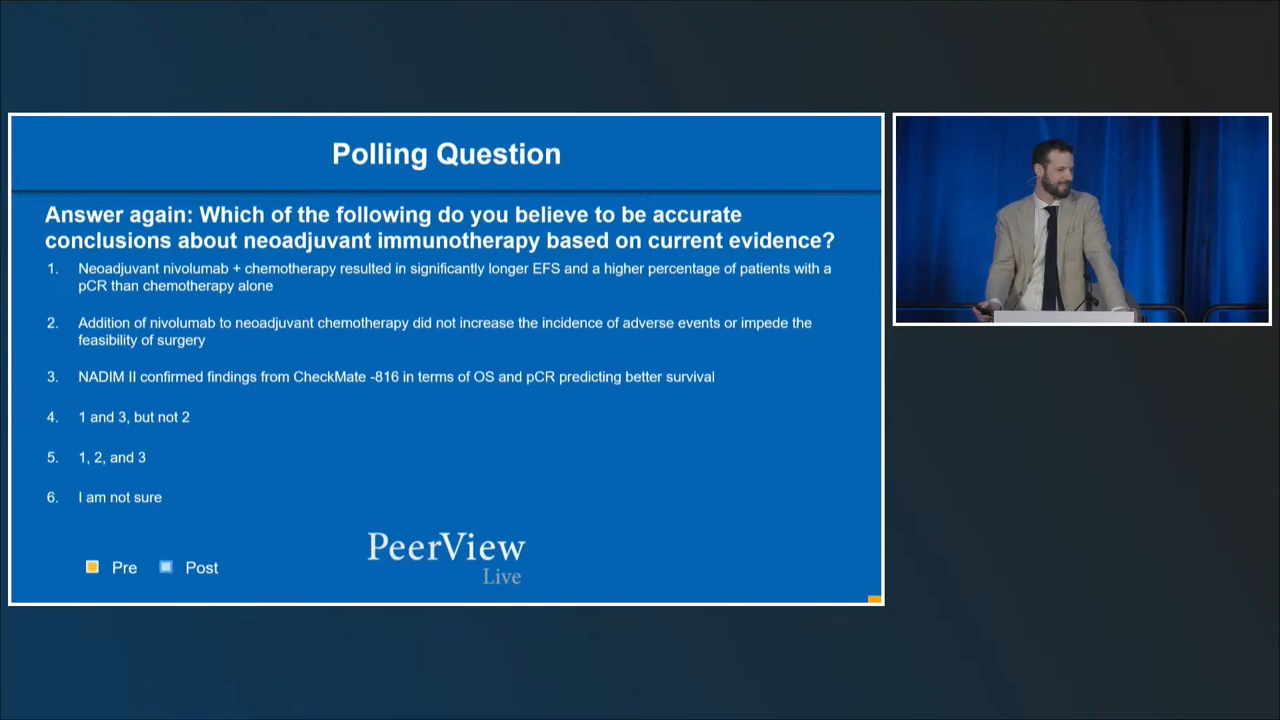 Polling Question
Answer again: Which of the following do you believe to be accurate
conclusions about neoadjuvant immunotherapy based on current evidence?
1. Neoadjuvant nivolumab + chemotherapy resulted in significantly longer EFS and a higher percentage of patients with a
pCR than chemotherapy alone
2. Addition of nivolumab to neoadjuvant chemotherapy did not increase the incidence of adverse events or impede the
feasibility of surgery
3. NADIM II confirmed findings from CheckMate -816 in terms of OS and pCR predicting better survival
4. 1 and 3, but not 2
5. 1, 2, and 3
6. I am not sure
Pre Post
PeerView
Live